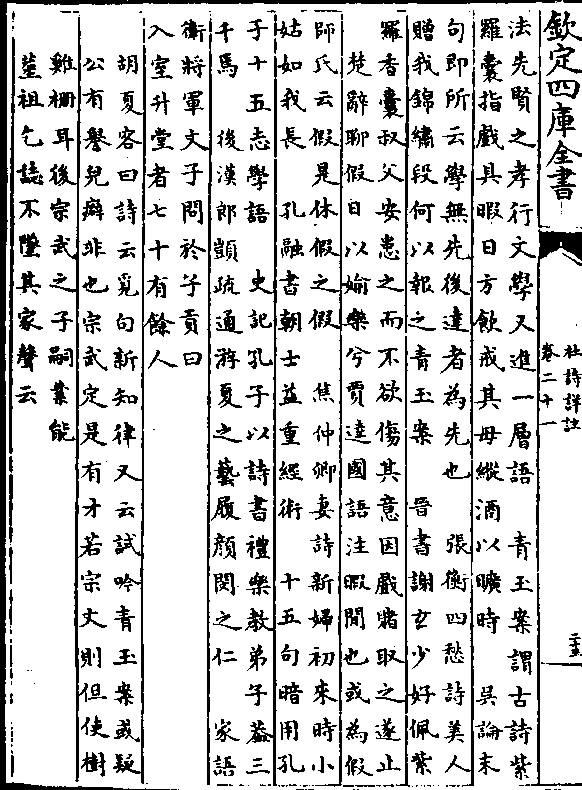 欽定四庫全書
杜詩詳註
卷二十一
法先賢之孝行文學又進一層語　青玉案謂古詩紫
羅囊指戲具暇日方飲戒其毋縱酒以曠時　吳論末
句即所云學無先後達者為先也　張衡四愁詩美人
贈我錦繡段何以報之青玉案　晉書謝玄少好佩紫
羅香囊叔父安患之而不欲傷其意因戲賭取之遂止
楚辭聊假日以媮樂兮賈逵國語注暇閒也或為假
師氏云假是休假之假　焦仲卿妻詩新婦初來時小
姑如我長　孔融書朝士益重經術　十五句暗用孔
子十五志學語　史記孔子以詩書禮樂教弟子蓋三
千焉　後漢郎顗疏通游夏之藝履顏閔之仁　家語
衛將軍文子問於子貢曰
入室升堂者七十有餘人
胡夏客曰詩云覓句新知律又云試吟青玉案或疑
公有譽兒癖非也宗武定是有才若宗文則但使樹
雞柵耳後宗武之子嗣業能
塟祖乞誌不墜其家聲云